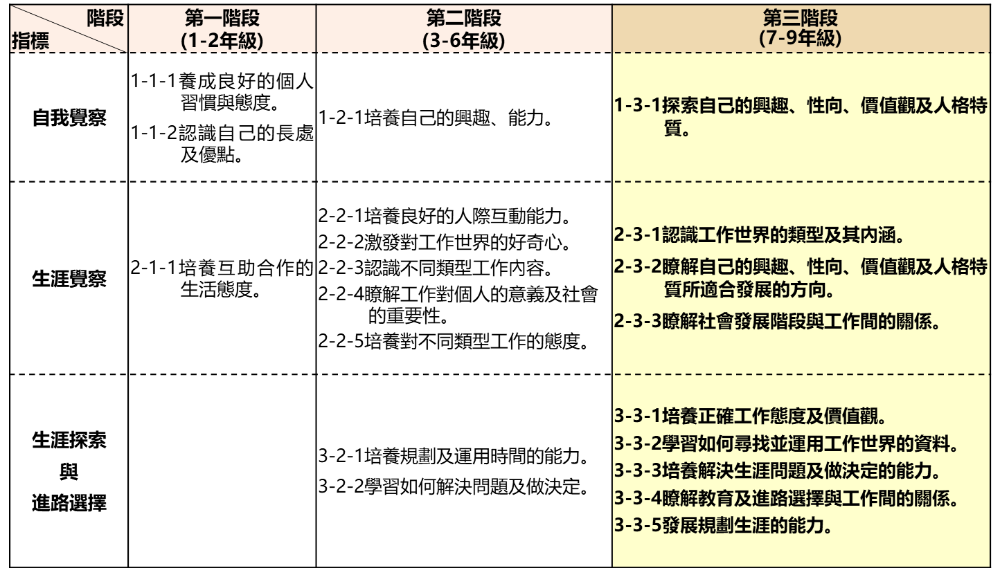 階段
指標
第一階段
(1-2年級)
第二階段
(3-6年級)
第三階段
(7-9年級)
自我覺察
1-1-1養成良好的個人
習慣與態度。
1-1-2認識自己的長處
及優點。
1-2-1培養自己的興趣、能力。
1-3-1探索自己的興趣、性向、價值觀及人格特
質。
生涯覺察
2-1-1培養互助合作的
生活態度。
2-2-1培養良好的人際互動能力。
2-2-2激發對工作世界的好奇心。
2-2-3認識不同類型工作內容。
2-2-4瞭解工作對個人的意義及社會
的重要性。
2-2-5培養對不同類型工作的態度。
2-3-1認識工作世界的類型及其內涵。
2-3-2瞭解自己的興趣、性向、價值觀及人格特
質所適合發展的方向。
2-3-3瞭解社會發展階段與工作間的關係。
生涯探索
與
進路選擇
3-2-1培養規劃及運用時間的能力。
3-2-2學習如何解決問題及做決定。
3-3-1培養正確工作態度及價值觀。
3-3-2學習如何尋找並運用工作世界的資料。
3-3-3培養解決生涯問題及做決定的能力。
3-3-4瞭解教育及進路選擇與工作間的關係。
3-3-5發展規劃生涯的能力。